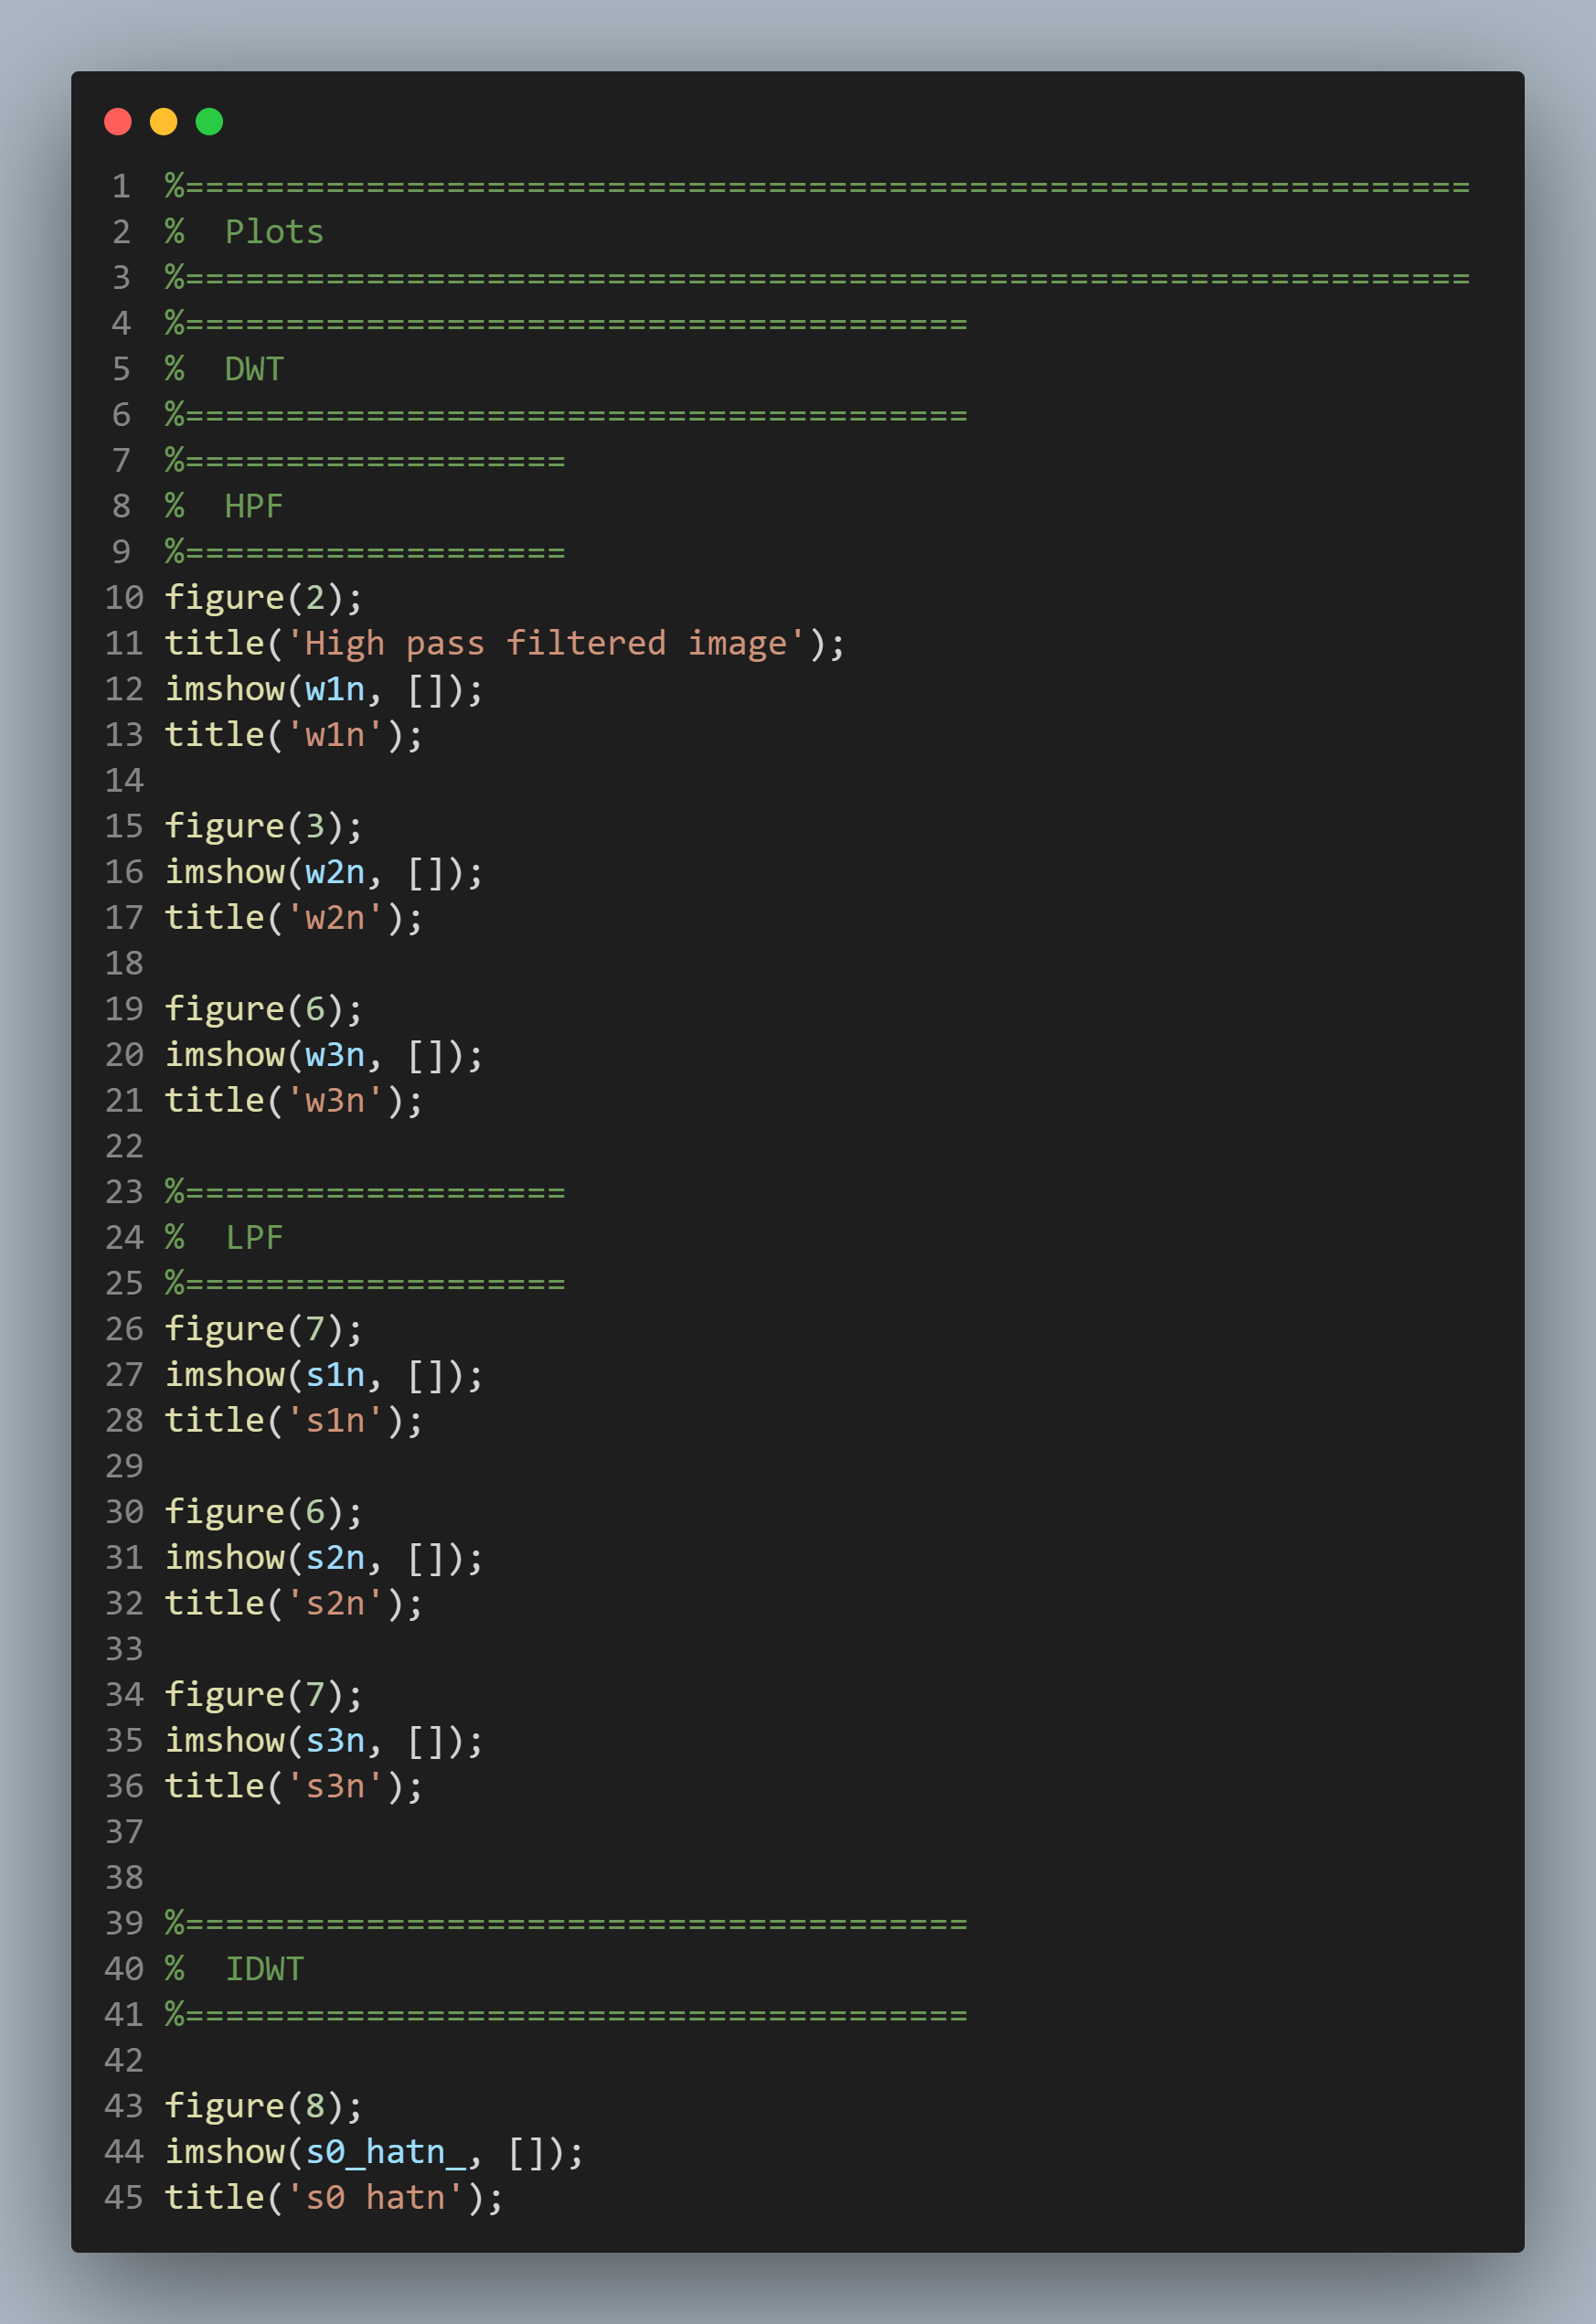 1 %================================================================
2 %  Plots
3 %================================================================
4 %=======================================
5 %  DWT
6 %=======================================
7 %===================
8 %  HPF
9 %===================
10 figure(2);
11 title('High pass filtered image');
12 imshow(w1n, []);
13 title('w1n');
14
15 figure(3);
16 imshow(w2n, []);
17 title('w2n');
18
19 figure(6);
20 imshow(w3n, []);
21 title('w3n');
22
23 %===================
24 %  LPF
25 %===================
26 figure(7);
27 imshow(s1n, []);
28 title('s1n');
29
30 figure(6);
31 imshow(s2n, []);
32 title('s2n');
33
34 figure(7);
35 imshow(s3n, []);
36 title('s3n');
37
38
39 %=======================================
40 %  IDWT
41 %=======================================
42
43 figure(8);
44 imshow(s0_hatn_, []);
45 title('s0 hatn');